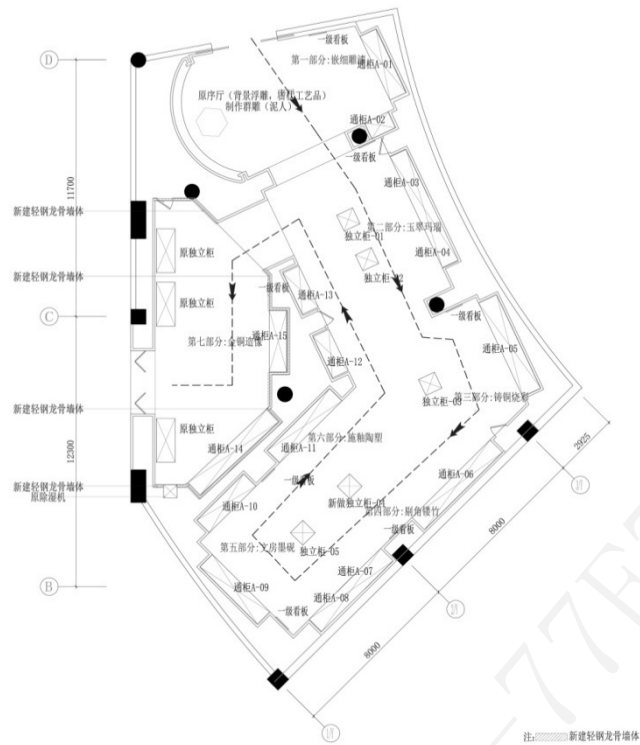 一级看板
D
第一部分:嵌细雕漆
通柜A-01
原序厅（背景浮雕，唐代工艺品）
制作群雕（泥人）
通柜A-02
一级看板
通柜A-03
11700
新建轻钢龙骨墙体
独立柜-01
第二部分:玉翠玛瑙
通柜A-04
原独立柜
独立柜-02
新建轻钢龙骨墙体
一级看板
通柜A-13
原独立柜
C
一级看板
通柜A-15
第七部分:金铜造像
通柜A-05
通柜A-12
独立柜-03
第三部分:铸铜烧彩
新建轻钢龙骨墙体
原独立柜
第六部分:施釉陶塑
通柜A-11
通柜A-14
2925
12300
一级看板
通柜A-06
新建轻钢龙骨墙体
原除湿机
通柜A-10
新做独立柜-04
第四部分:剔角镂竹
一级看板
8000
第五部分:文房墨砚
独立柜-05
通柜A-07
通柜A-09
通柜A-08
B
一级看板
8000
注:
新建轻钢龙骨墙体